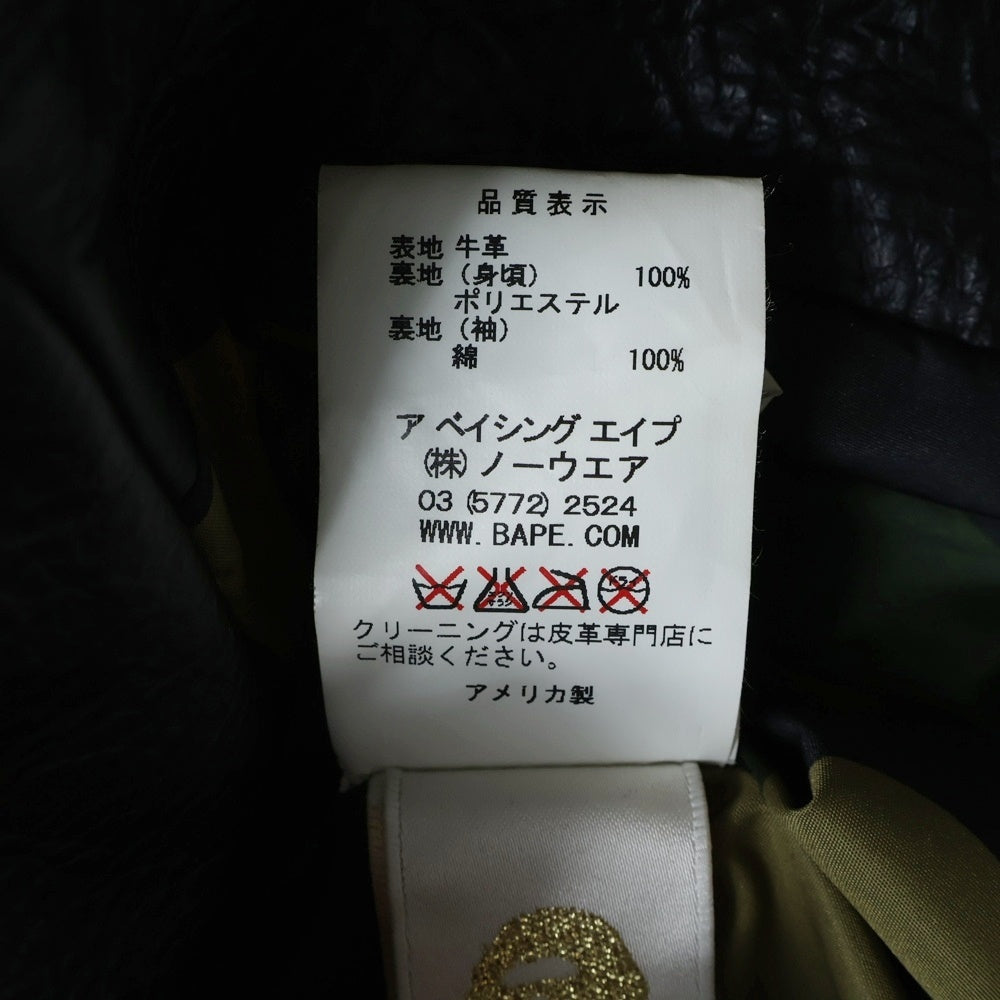 品質表示
表地 牛革
裏地 (身頃) 100%
ポリエステル
裏地 (袖)
綿 100%
ア ベイシング エイプ
(株) ノーウエア
03 (5772) 2524
WWW. BAPE. COM
クリーニングは皮革専門店に
ご相談ください。
アメリカ製